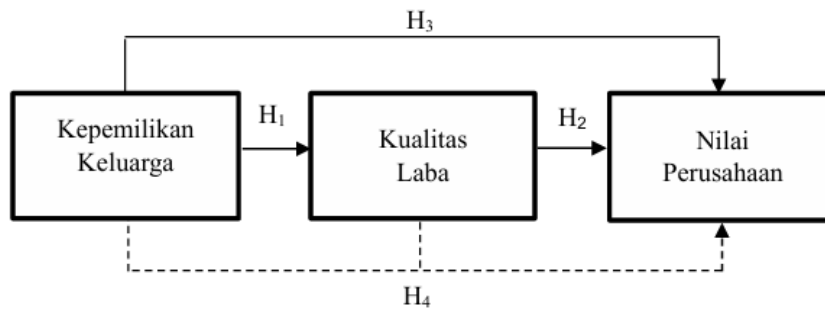 H₃
Kepemilikan
Keluarga
H₁
Kualitas
Laba
H₂
Nilai
Perusahaan
H₄